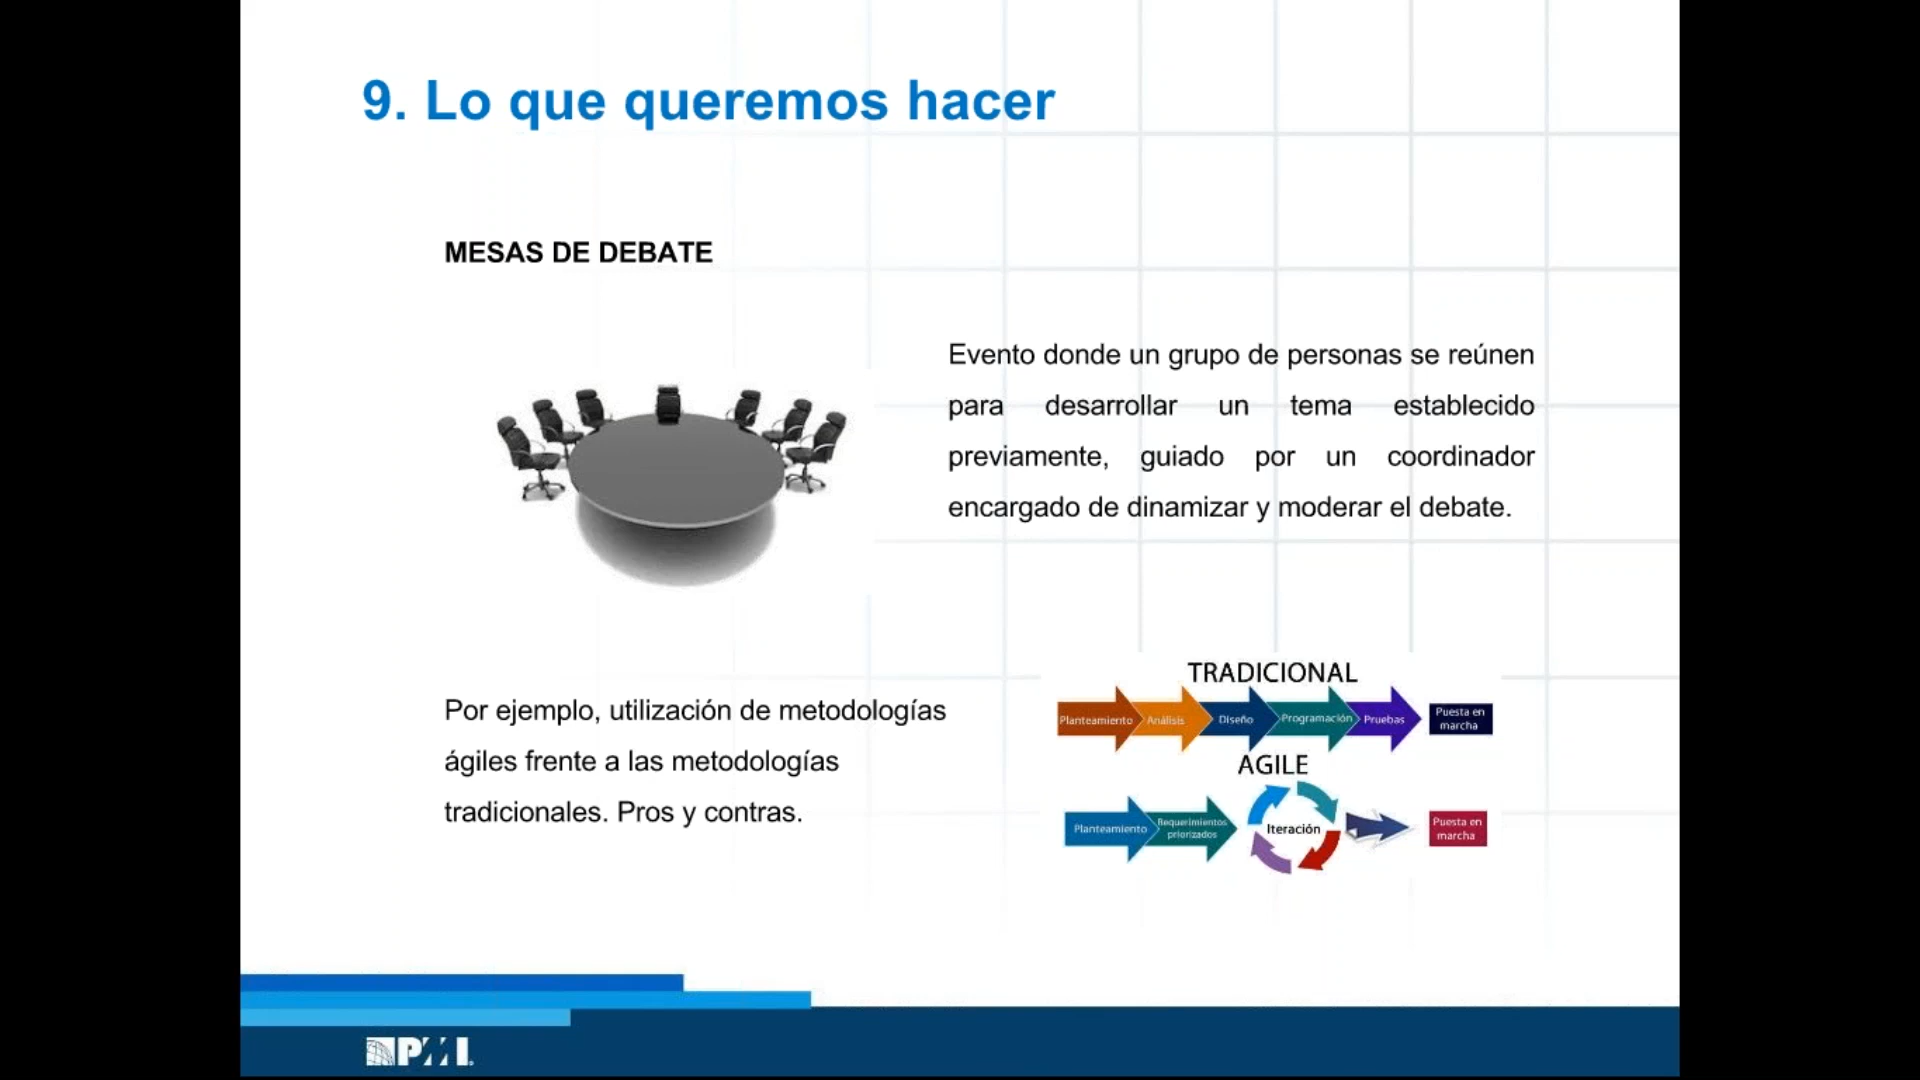 9. Lo que queremos hacer
MESAS DE DEBATE
Evento donde un grupo de personas se reúnen
para desarrollar un tema establecido
previamente, guiado por un coordinador
encargado de dinamizar y moderar el debate.
Por ejemplo, utilización de metodologías
ágiles frente a las metodologías
tradicionales. Pros y contras.
TRADICIONAL
Planteamiento Análisis Diseño Programación Pruebas Puesta en
marcha
AGILE
Planteamiento Requerimientos
priorizados Iteración Puesta en
marcha
PMI